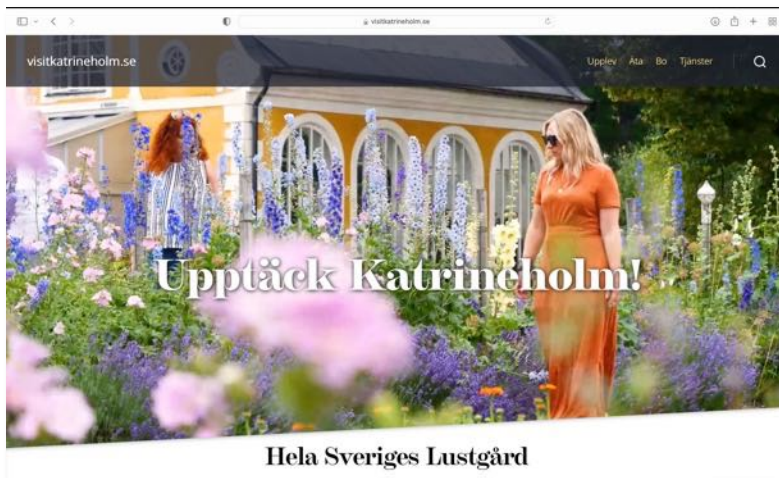 visitkatrineholm.se
visitkatrineholm.se
Upplev Äta Bo Tjänster
Upptäck Katrineholm!
Hela Sveriges Lustgård